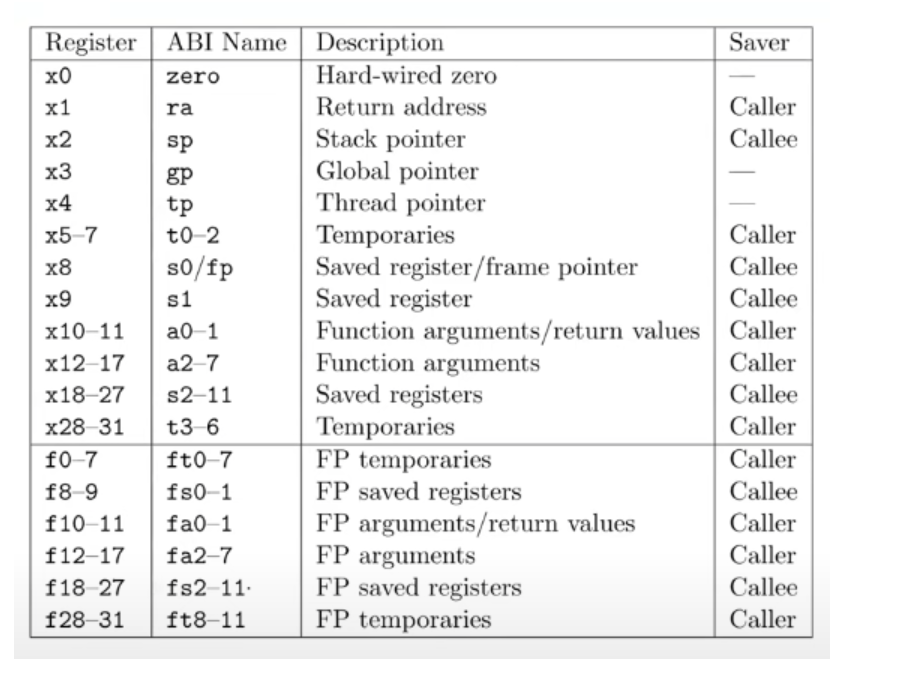 Register ABI Name Description Saver
x0 zero Hard-wired zero —
x1 ra Return address Caller
x2 sp Stack pointer Callee
x3 gp Global pointer —
x4 tp Thread pointer —
x5–7 t0–2 Temporaries Caller
x8 s0/fp Saved register/frame pointer Callee
x9 s1 Saved register Callee
x10–11 a0–1 Function arguments/return values Caller
x12–17 a2–7 Function arguments Caller
x18–27 s2–11 Saved registers Callee
x28–31 t3–6 Temporaries Caller
f0–7 ft0–7 FP temporaries Caller
f8–9 fs0–1 FP saved registers Callee
f10–11 fa0–1 FP arguments/return values Caller
f12–17 fa2–7 FP arguments Caller
f18–27 fs2–11 FP saved registers Callee
f28–31 ft8–11 FP temporaries Caller